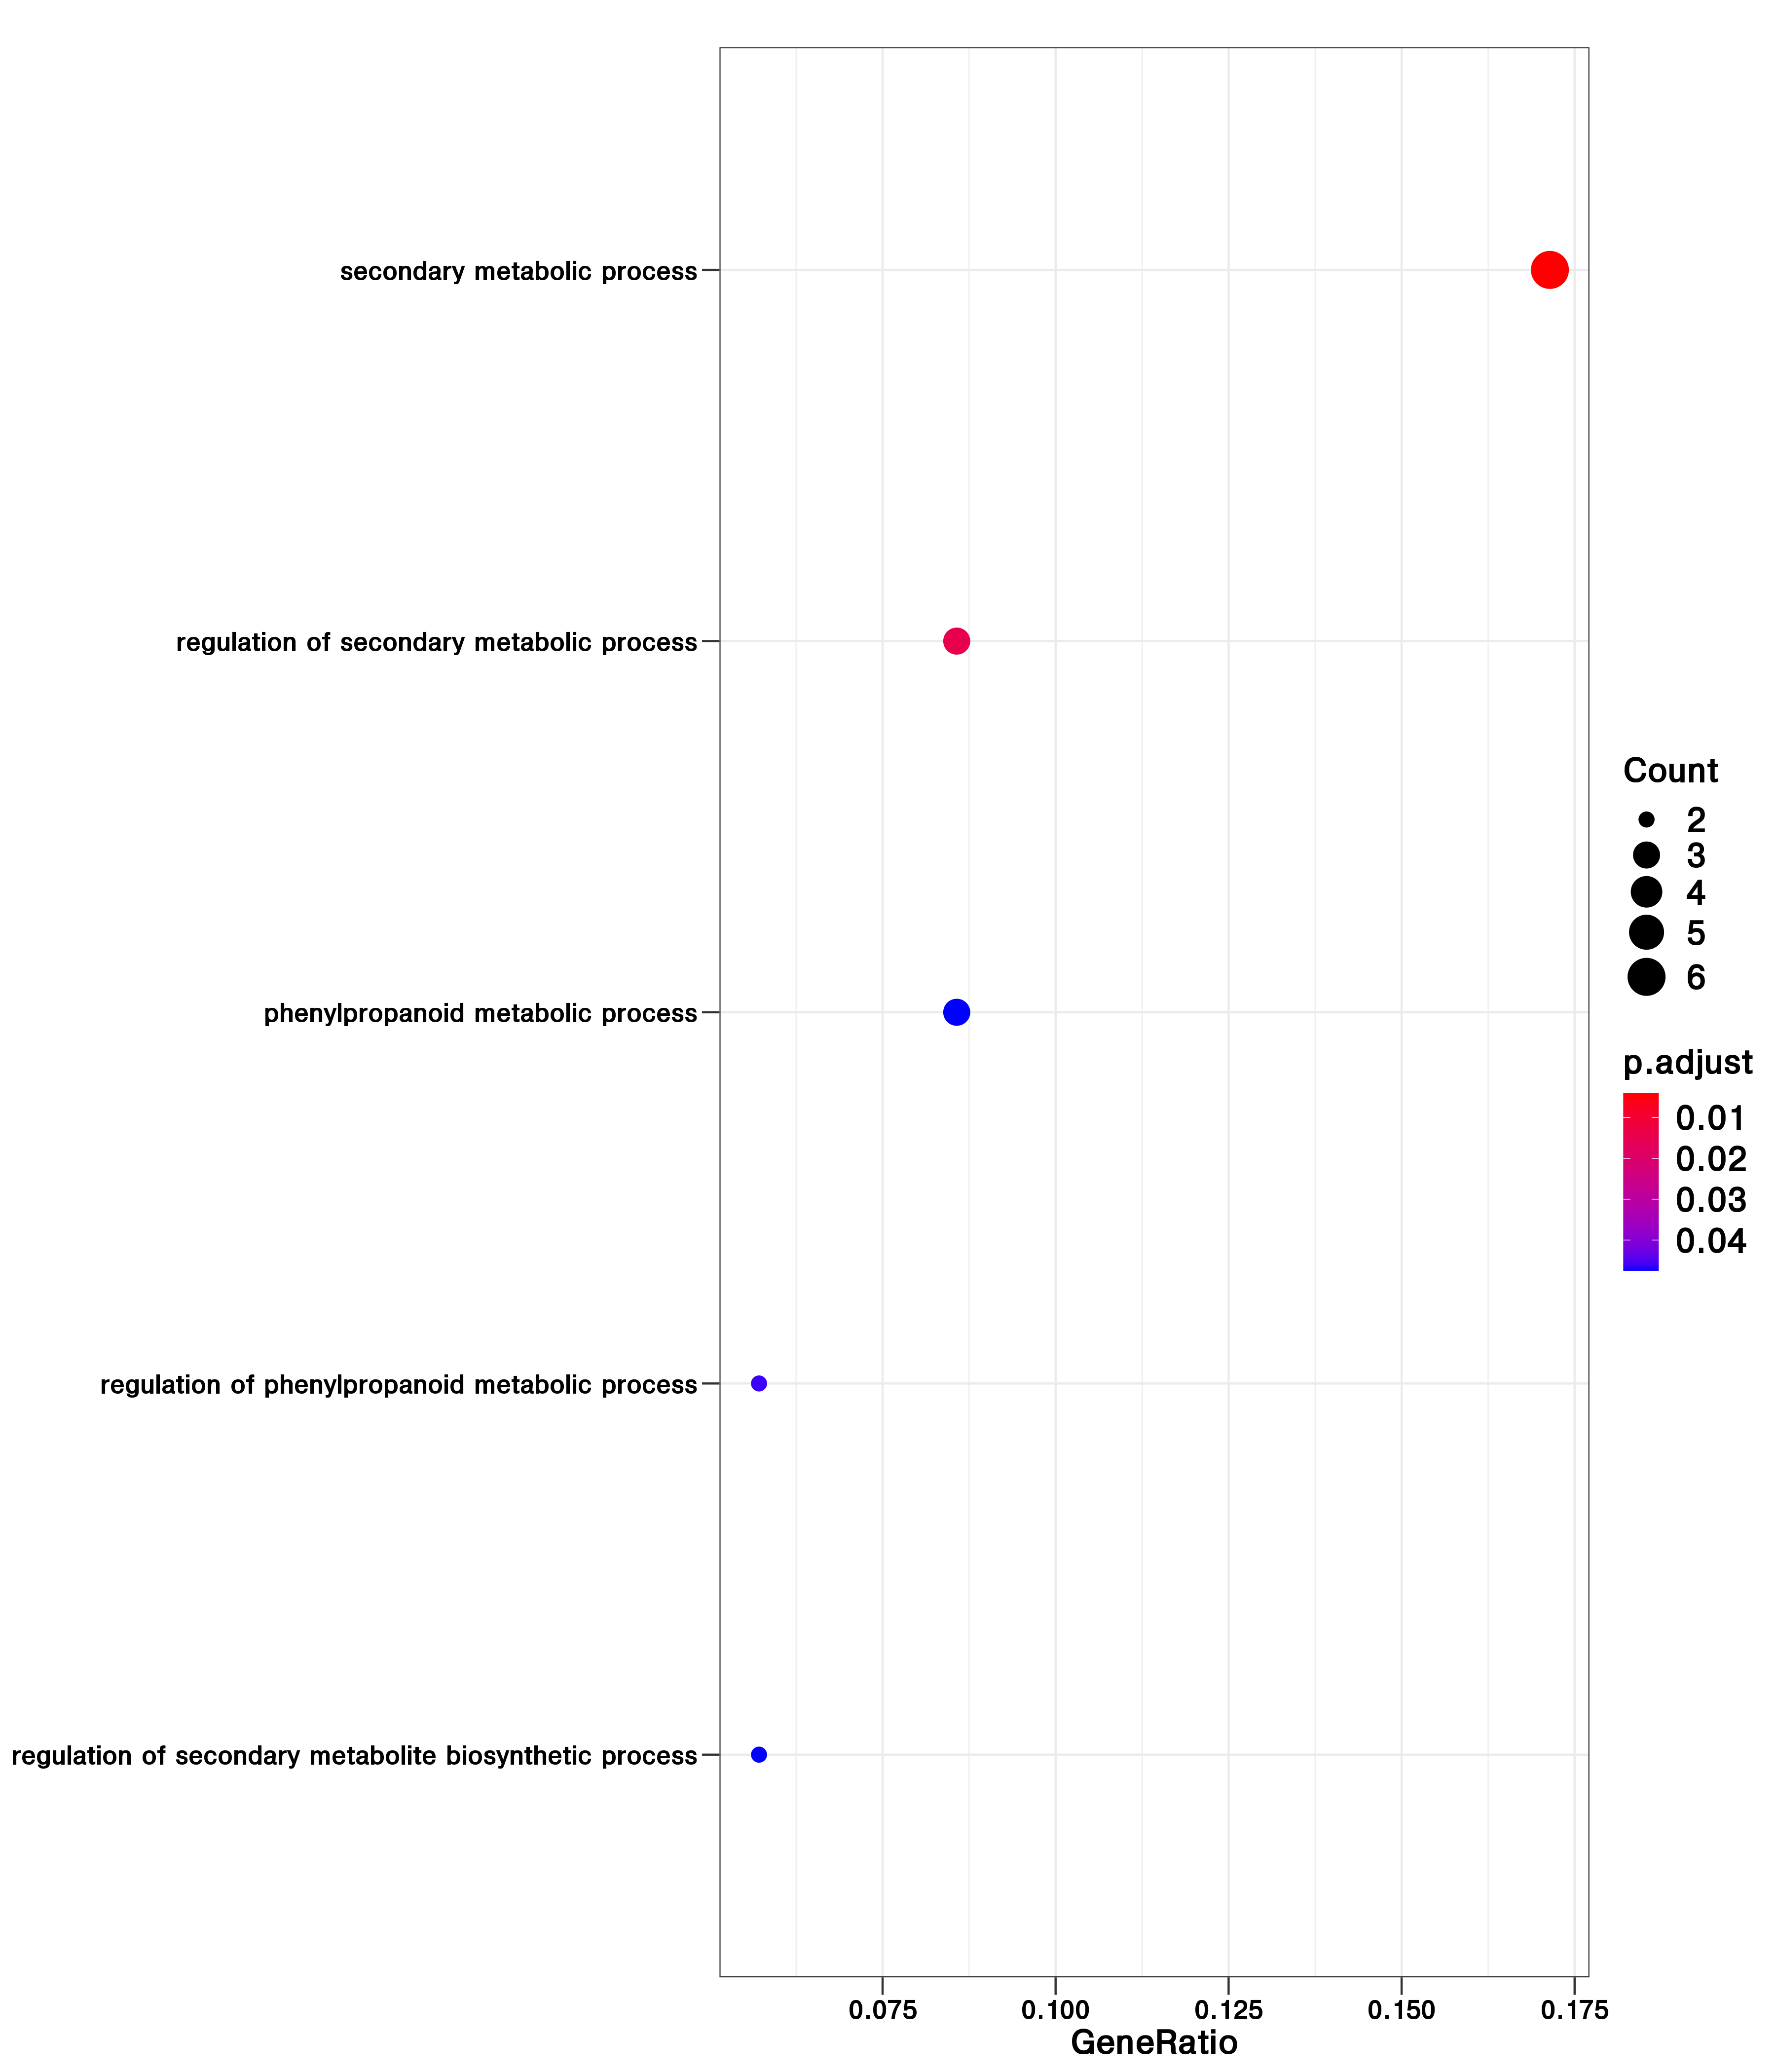 secondary metabolic process
regulation of secondary metabolic process
phenylpropanoid metabolic process
regulation of phenylpropanoid metabolic process
regulation of secondary metabolite biosynthetic process
0.075 0.100 0.125 0.150 0.175
GeneRatio
Count
2
3
4
5
6
p.adjust
0.01
0.02
0.03
0.04